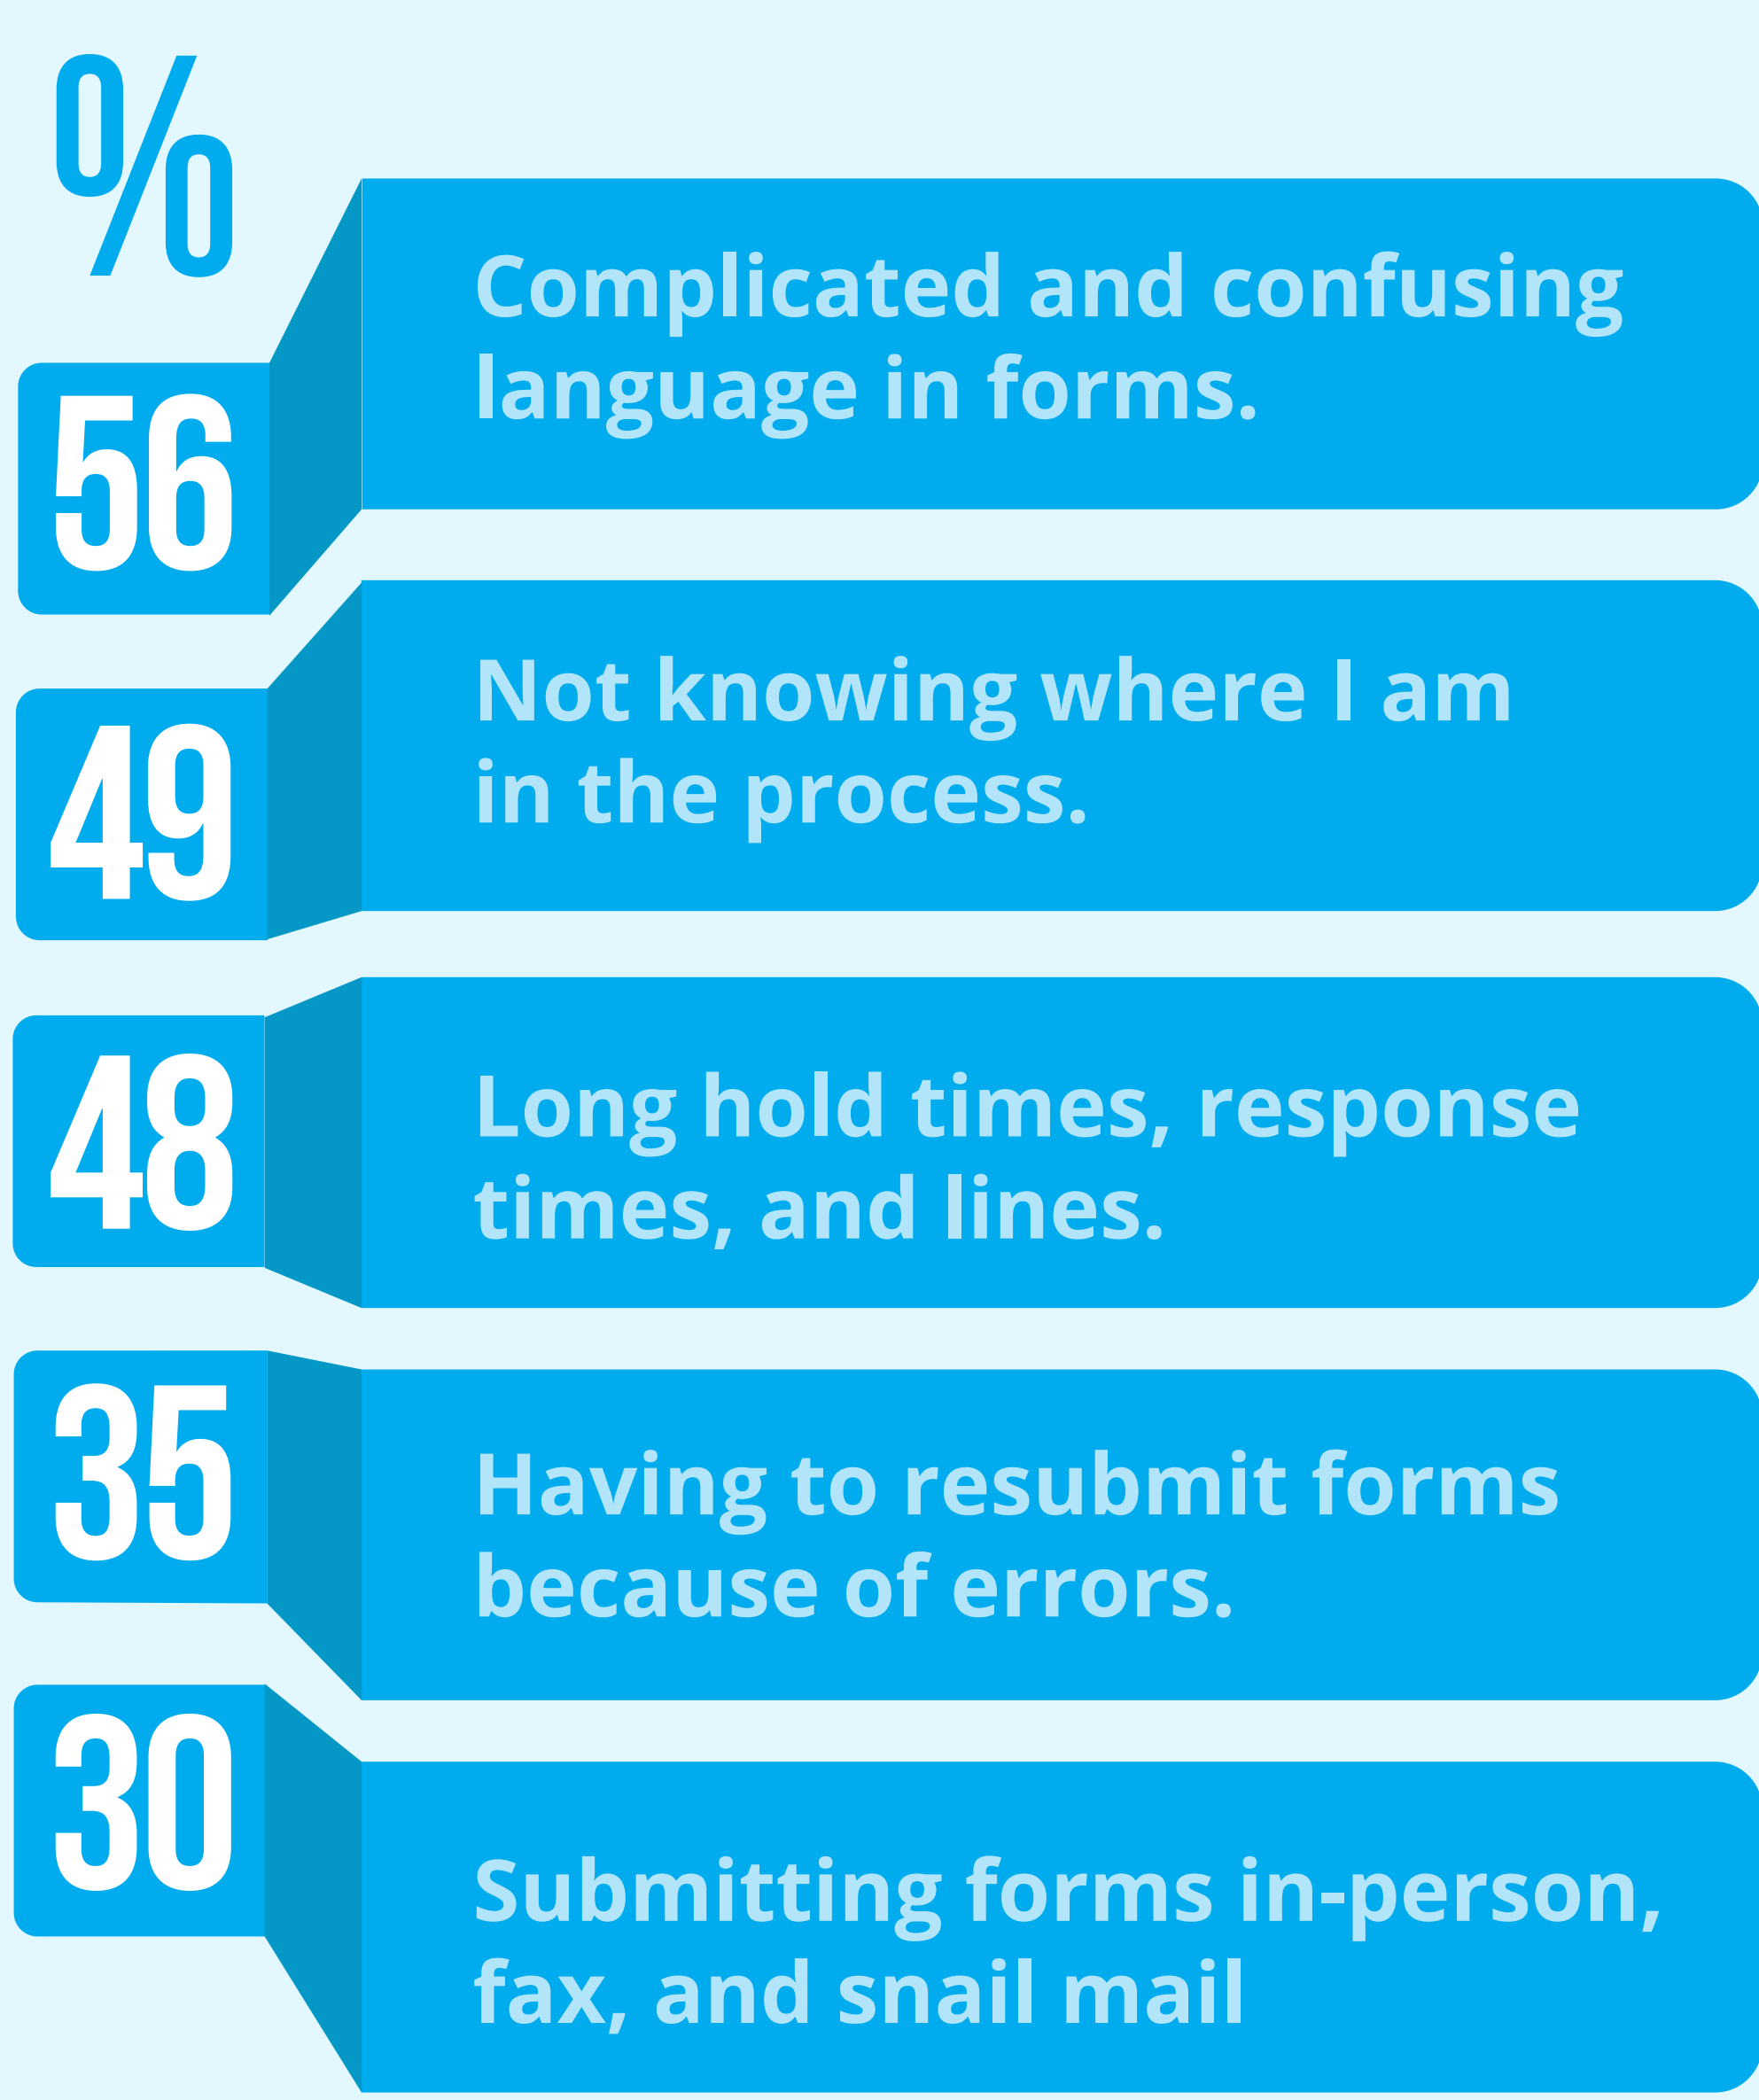 %
56
Complicated and confusing
language in forms.
49
Not knowing where I am
in the process.
48
Long hold times, response
times, and lines.
35
Having to resubmit forms
because of errors.
30
Submitting forms in-person,
fax, and snail mail